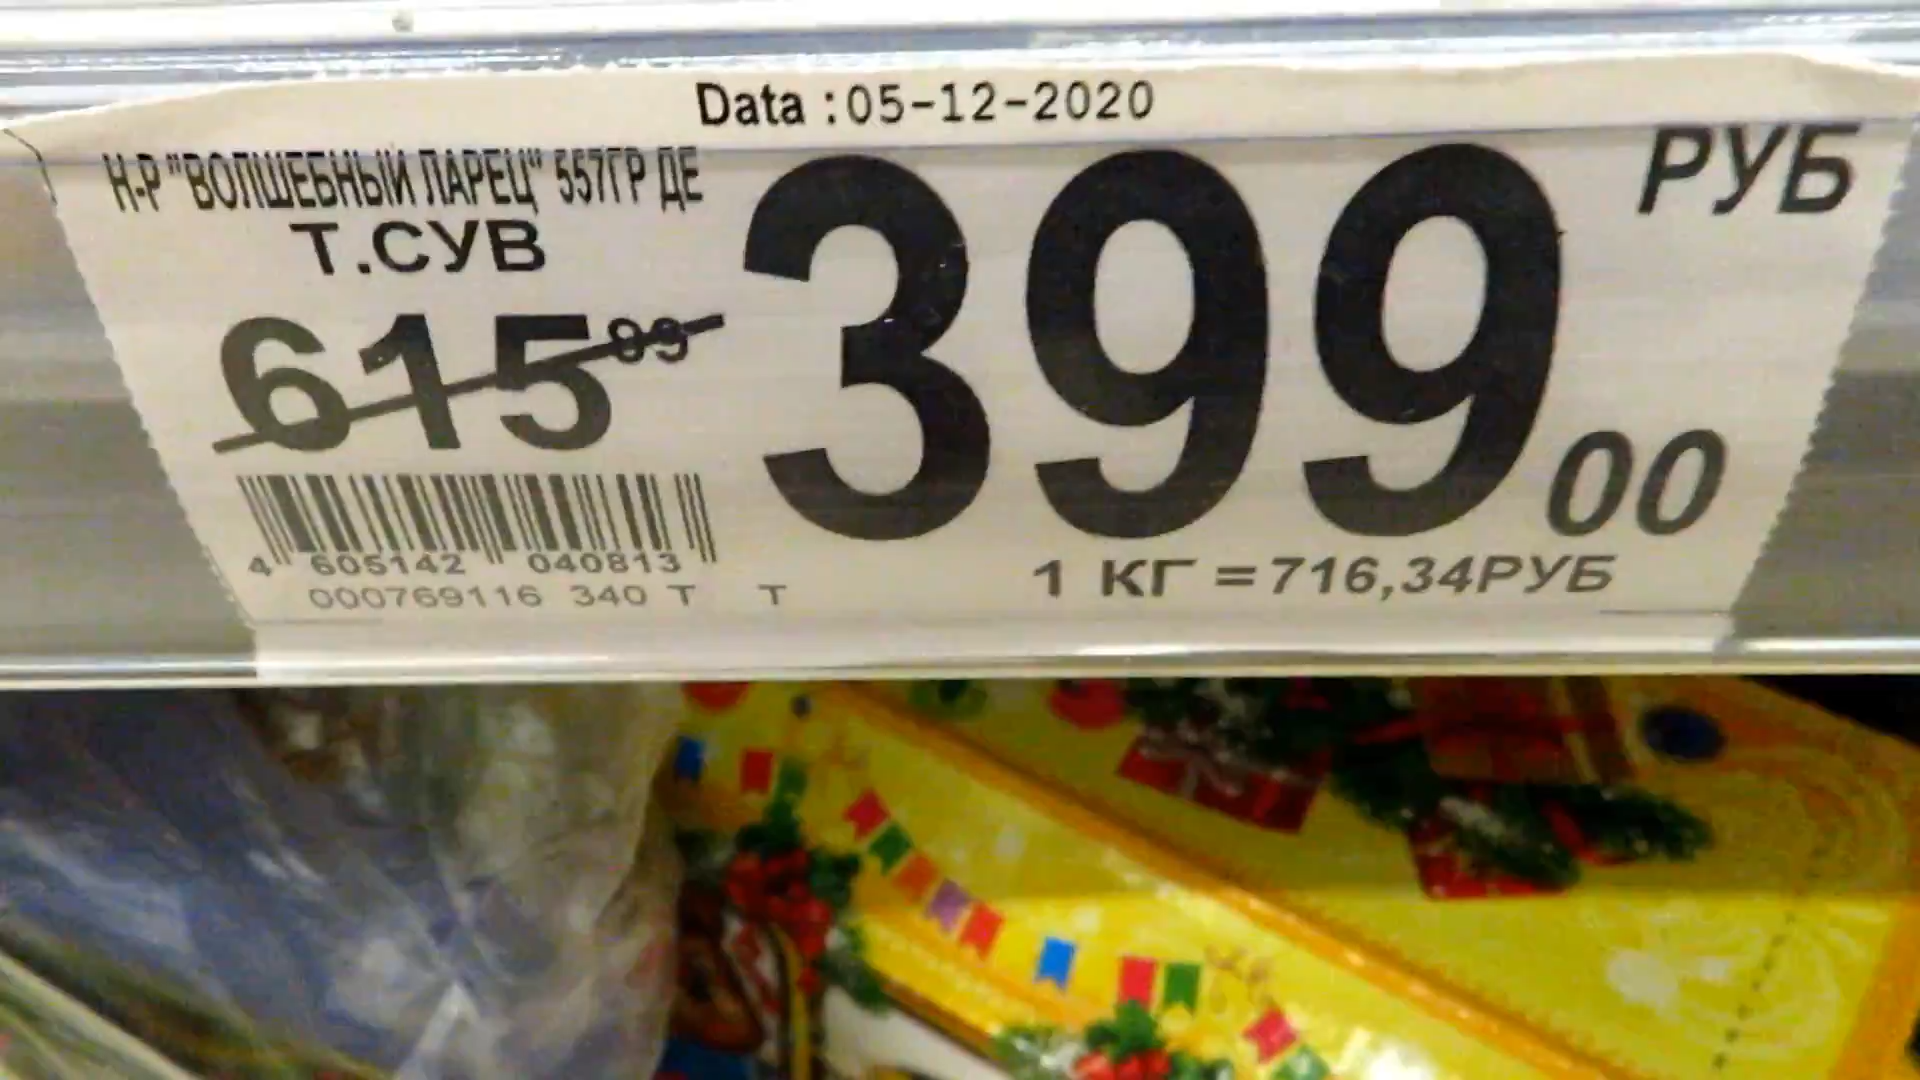 Data :05-12-2020
Н-Р "ВОЛШЕБНЫЙ ЛАРЕЦ" 557ГР ДЕ
Т.СУВ
615 99
399 00
РУБ
4 605142 040813
000769116 340 Т Т
1 КГ =716,34РУБ